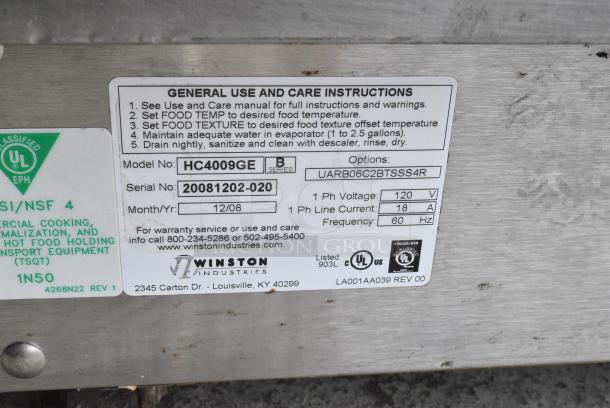 GENERAL USE AND CARE INSTRUCTIONS
1. See Use and Care manual for full instructions and warnings.
2. Set FOOD TEMP to desired food temperature.
3. Set FOOD TEXTURE to desired food texture offset temperature.
4. Maintain adequate water in evaporator (1 to 2.5 gallons).
5. Drain nightly, sanitize and clean with descaler, rinse, dry.
Model No: HC4009GE B SERIES
Options:
UARB06C2BTSSS4R
Serial No: 20081202-020
Month/Yr: 12/08
1 Ph Voltage: 120 V
1 Ph Line Current: 18 A
Frequency: 60 Hz
For warranty service or use and care
info call 800-234-5286 or 502-495-5400
www.winstonindustries.com
WINSTON
INDUSTRIES
Listed
903L
C UL US
2345 Carton Dr. - Louisville, KY 40299
LA001AA039 REV 00
CLASSIFIED
UL
EPH
SI/NSF 4
ERCIAL COOKING,
RMALIZATION, AND
HOT FOOD HOLDING
NSPORT EQUIPMENT
(TSQT)
1N50
4268N22 REV 1